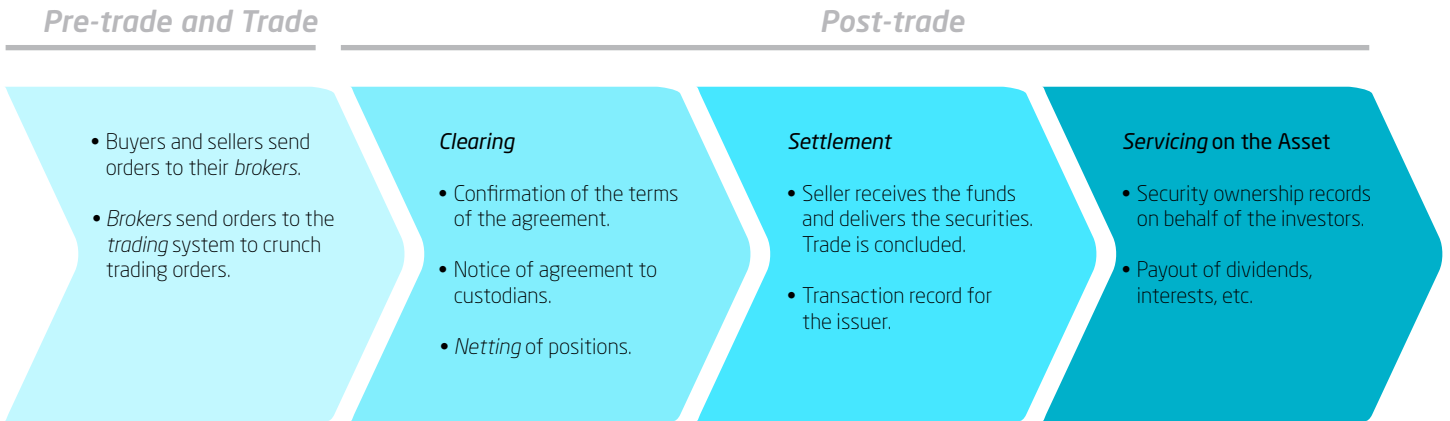 Pre-trade and Trade
Post-trade
• Buyers and sellers send
orders to their brokers.
• Brokers send orders to the
trading system to crunch
trading orders.
Clearing
• Confirmation of the terms
of the agreement.
• Notice of agreement to
custodians.
• Netting of positions.
Settlement
• Seller receives the funds
and delivers the securities.
Trade is concluded.
• Transaction record for
the issuer.
Servicing on the Asset
• Security ownership records
on behalf of the investors.
• Payout of dividends,
interests, etc.